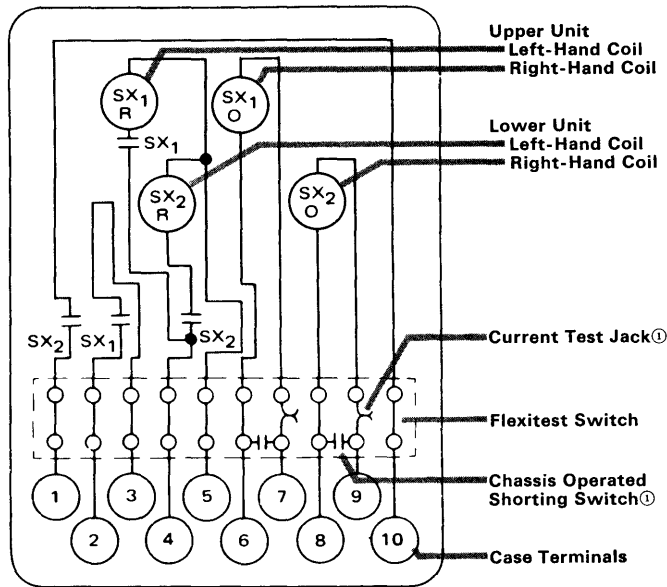 Upper Unit
Left-Hand Coil
Right-Hand Coil
SX1
R
SX1
O
SX1
Lower Unit
Left-Hand Coil
Right-Hand Coil
SX2
R
SX2
O
SX2
SX1
SX2
Current Test Jack①
Flexitest Switch
Chassis Operated
Shorting Switch①
1
3
5
7
9
2
4
6
8
10
Case Terminals